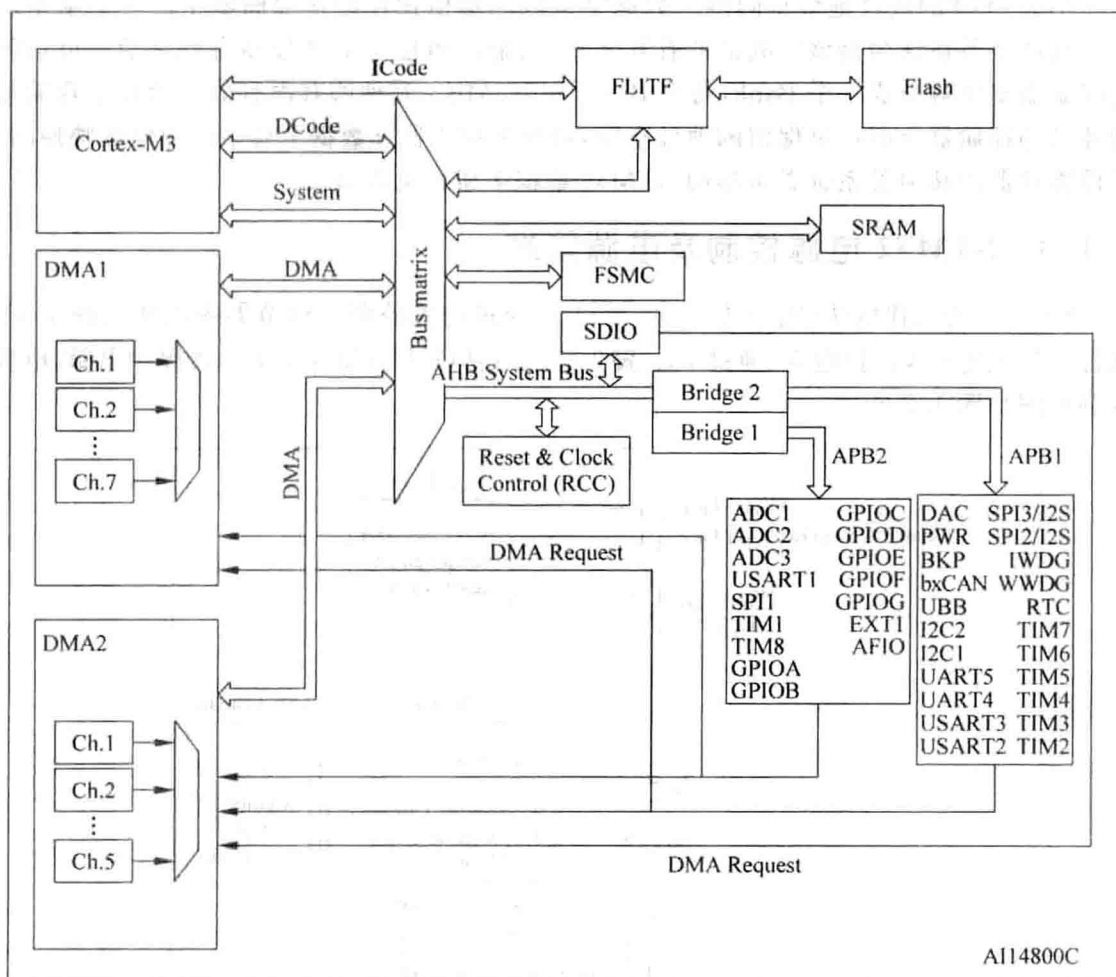 ICode
FLITF
Flash
Cortex-M3
DCode
System
Bus matrix
SRAM
DMA1
DMA
FSMC
SDIO
Ch.1
Ch.2
Ch.7
AHB System Bus
Bridge 2
Bridge 1
Reset & Clock
Control (RCC)
APB2
APB1
DMA
DMA Request
ADC1 GPIOC
ADC2 GPIOD
ADC3 GPIOE
USART1 GPIOF
SPI1 GPIOG
TIM1 EXT1
TIM8 AFIO
GPIOA
GPIOB
DAC SPI3/I2S
PWR SPI2/I2S
BKP IWDG
bxCAN WWDG
UBB RTC
I2C2 TIM7
I2C1 TIM6
UART5 TIM5
UART4 TIM4
USART3 TIM3
USART2 TIM2
DMA2
Ch.1
Ch.2
Ch.5
DMA Request
AI14800C